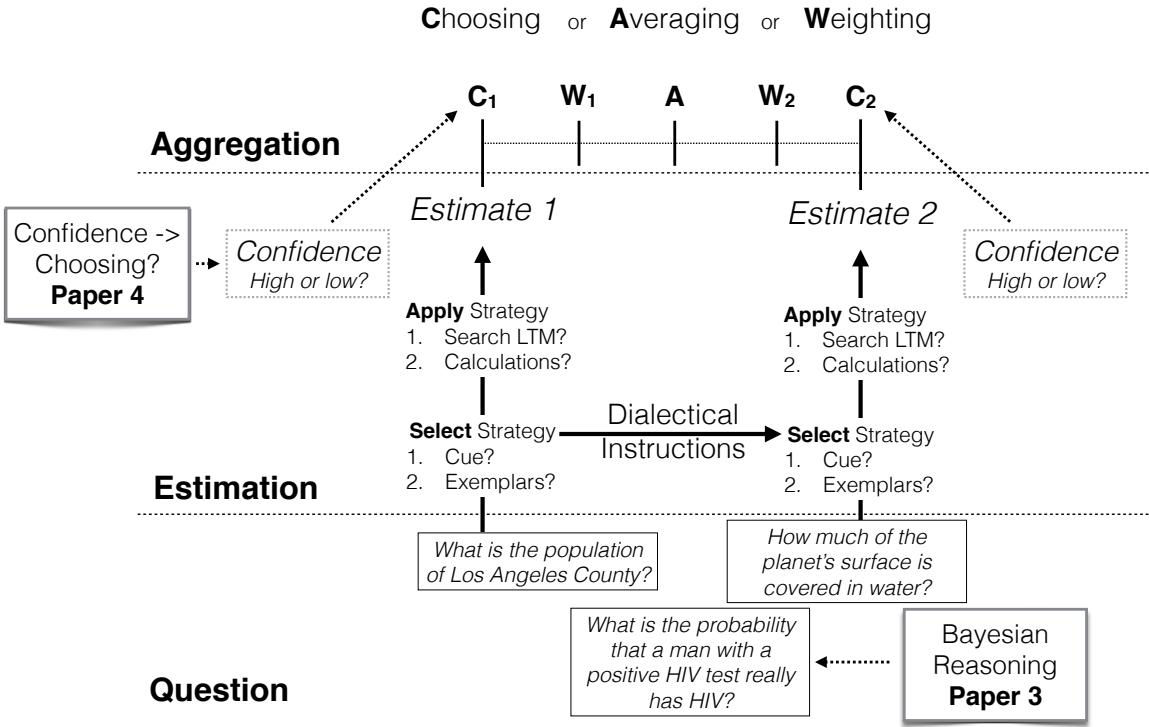 Choosing or Averaging or Weighting
C1 W1 A W2 C2
Aggregation
Estimate 1
Estimate 2
Confidence ->
Choosing?
Paper 4
Confidence
High or low?
Confidence
High or low?
Apply Strategy
1. Search LTM?
2. Calculations?
Apply Strategy
1. Search LTM?
2. Calculations?
Select Strategy
1. Cue?
2. Exemplars?
Dialectical
Instructions
Select Strategy
1. Cue?
2. Exemplars?
Estimation
What is the population
of Los Angeles County?
How much of the
planet's surface is
covered in water?
What is the probability
that a man with a
positive HIV test really
has HIV?
Bayesian
Reasoning
Paper 3
Question